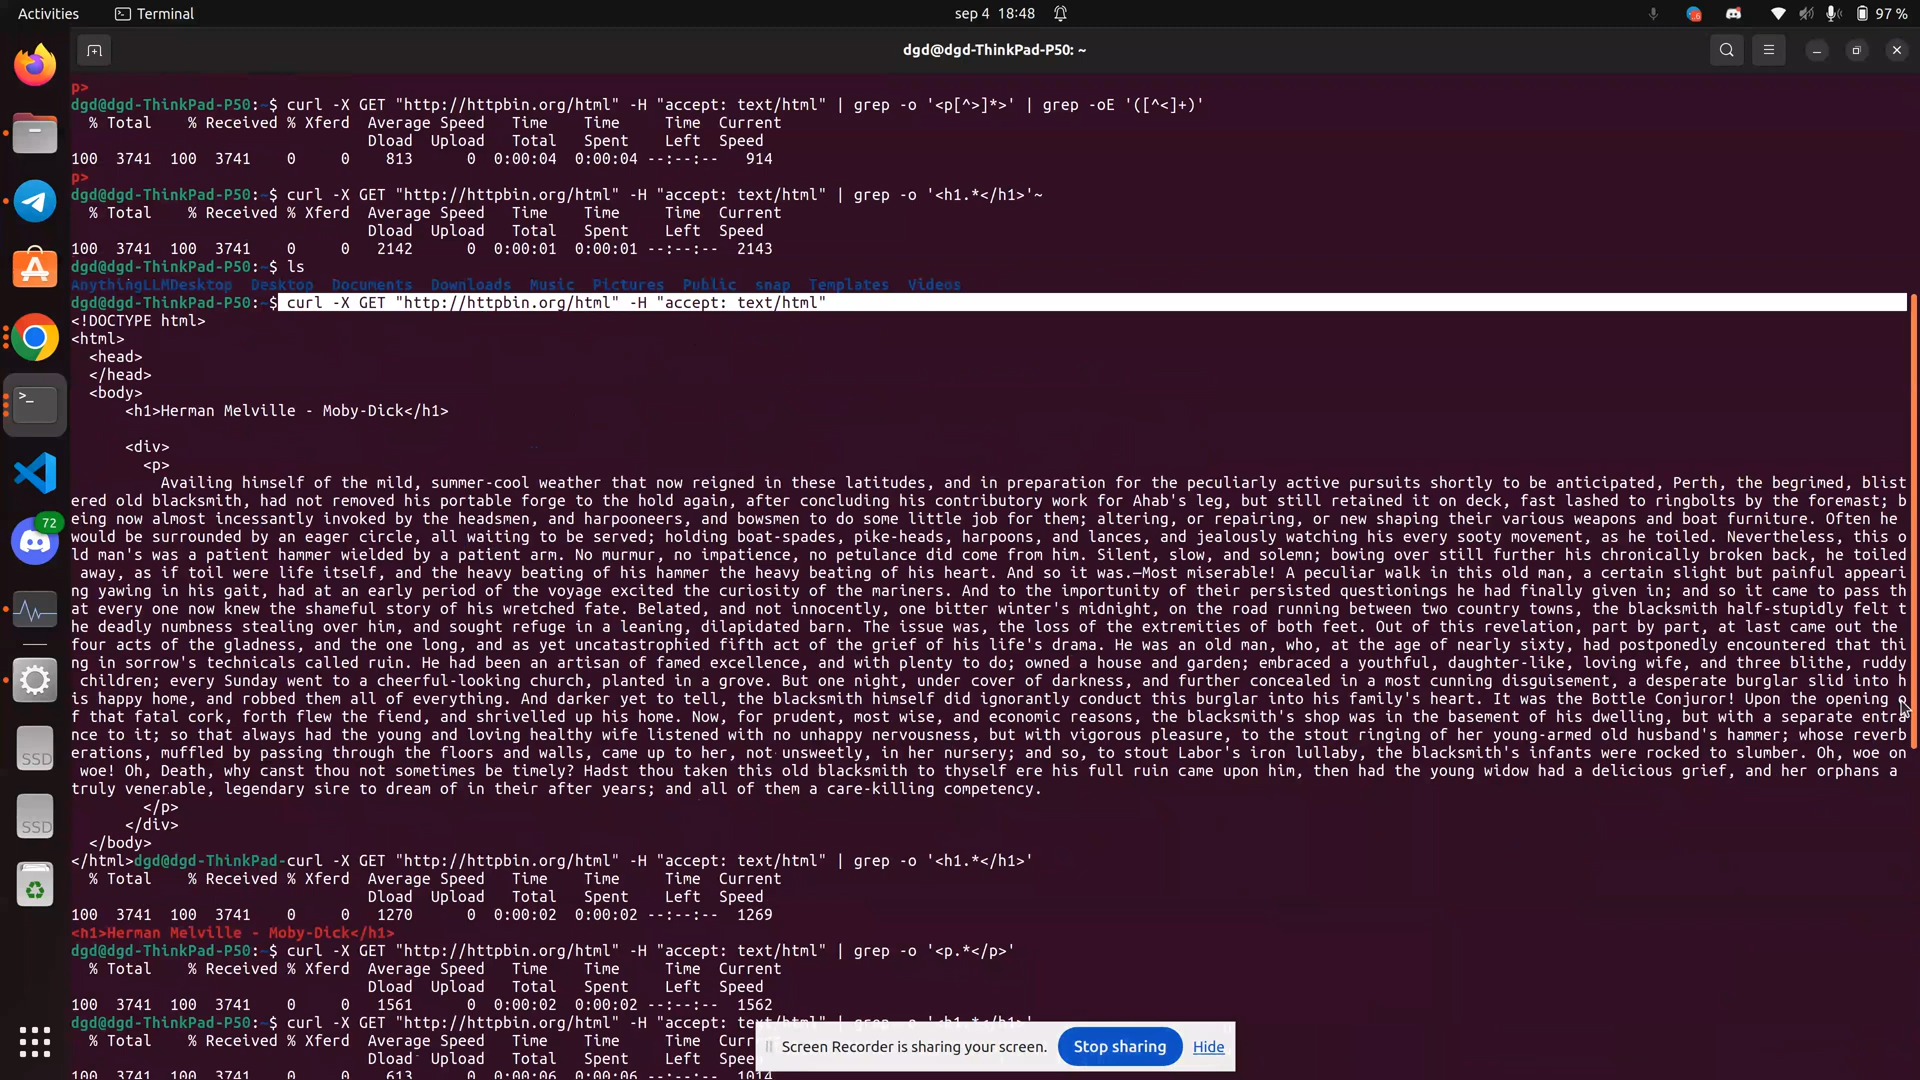 Activities Terminal sep 4 18:48 97 %
dgd@dgd-ThinkPad-P50: ~
p>
dgd@dgd-ThinkPad-P50:~$ curl -X GET "http://httpbin.org/html" -H "accept: text/html" | grep -o '<p[^>]*>' | grep -oE '([^<]+)'
% Total % Received % Xferd Average Speed Time Time Time Current
Dload Upload Total Spent Left Speed
100 3741 100 3741 0 0 813 0 0:00:04 0:00:04 --:--:-- 914
p>
dgd@dgd-ThinkPad-P50:~$ curl -X GET "http://httpbin.org/html" -H "accept: text/html" | grep -o '<h1.*</h1>'~
% Total % Received % Xferd Average Speed Time Time Time Current
Dload Upload Total Spent Left Speed
100 3741 100 3741 0 0 2142 0 0:00:01 0:00:01 --:--:-- 2143
dgd@dgd-ThinkPad-P50:~$ ls
AnythingLLMDesktop Desktop Documents Downloads Music Pictures Public snap Templates Videos
dgd@dgd-ThinkPad-P50:~$ curl -X GET "http://httpbin.org/html" -H "accept: text/html"
<!DOCTYPE html>
<html>
<head>
</head>
<body>
<h1>Herman Melville - Moby-Dick</h1>
<div>
<p>
Availing himself of the mild, summer-cool weather that now reigned in these latitudes, and in preparation for the peculiarly active pursuits shortly to be anticipated, Perth, the begrimed, blist
ered old blacksmith, had not removed his portable forge to the hold again, after concluding his contributory work for Ahab's leg, but still retained it on deck, fast lashed to ringbolts by the foremast; b
eing now almost incessantly invoked by the headsmen, and harpooneers, and bowsmen to do some little job for them; altering, or repairing, or new shaping their various weapons and boat furniture. Often he
would be surrounded by an eager circle, all waiting to be served; holding boat-spades, pike-heads, harpoons, and lances, and jealously watching his every sooty movement, as he toiled. Nevertheless, this o
ld man's was a patient hammer wielded by a patient arm. No murmur, no impatience, no petulance did come from him. Silent, slow, and solemn; bowing over still further his chronically broken back, he toiled
away, as if toil were life itself, and the heavy beating of his hammer the heavy beating of his heart. And so it was.—Most miserable! A peculiar walk in this old man, a certain slight but painful appeari
ng yawing in his gait, had at an early period of the voyage excited the curiosity of the mariners. And to the importunity of their persisted questionings he had finally given in; and so it came to pass th
at every one now knew the shameful story of his wretched fate. Belated, and not innocently, one bitter winter's midnight, on the road running between two country towns, the blacksmith half-stupidly felt t
he deadly numbness stealing over him, and sought refuge in a leaning, dilapidated barn. The issue was, the loss of the extremities of both feet. Out of this revelation, part by part, at last came out the
four acts of the gladness, and the one long, and as yet uncatastrophied fifth act of the grief of his life's drama. He was an old man, who, at the age of nearly sixty, had postponedly encountered that thi
ng in sorrow's technicals called ruin. He had been an artisan of famed excellence, and with plenty to do; owned a house and garden; embraced a youthful, daughter-like, loving wife, and three blithe, ruddy
children; every Sunday went to a cheerful-looking church, planted in a grove. But one night, under cover of darkness, and further concealed in a most cunning disguisement, a desperate burglar slid into h
is happy home, and robbed them all of everything. And darker yet to tell, the blacksmith himself did ignorantly conduct this burglar into his family's heart. It was the Bottle Conjuror! Upon the opening o
f that fatal cork, forth flew the fiend, and shrivelled up his home. Now, for prudent, most wise, and economic reasons, the blacksmith's shop was in the basement of his dwelling, but with a separate entra
nce to it; so that always had the young and loving healthy wife listened with no unhappy nervousness, but with vigorous pleasure, to the stout ringing of her young-armed old husband's hammer; whose reverb
erations, muffled by passing through the floors and walls, came up to her, not unsweetly, in her nursery; and so, to stout Labor's iron lullaby, the blacksmith's infants were rocked to slumber. Oh, woe on
woe! Oh, Death, why canst thou not sometimes be timely? Hadst thou taken this old blacksmith to thyself ere his full ruin came upon him, then had the young widow had a delicious grief, and her orphans a
truly venerable, legendary sire to dream of in their after years; and all of them a care-killing competency.
</p>
</div>
</body>
</html>dgd@dgd-ThinkPad-curl -X GET "http://httpbin.org/html" -H "accept: text/html" | grep -o '<h1.*</h1>'
% Total % Received % Xferd Average Speed Time Time Time Current
Dload Upload Total Spent Left Speed
100 3741 100 3741 0 0 1270 0 0:00:02 0:00:02 --:--:-- 1269
<h1>Herman Melville - Moby-Dick</h1>
dgd@dgd-ThinkPad-P50:~$ curl -X GET "http://httpbin.org/html" -H "accept: text/html" | grep -o '<p.*</p>'
% Total % Received % Xferd Average Speed Time Time Time Current
Dload Upload Total Spent Left Speed
100 3741 100 3741 0 0 1561 0 0:00:02 0:00:02 --:--:-- 1562
dgd@dgd-ThinkPad-P50:~$ curl -X GET "http://httpbin.org/html" -H "accept: text/html" | grep -o '<h1.*</h1>'
% Total % Received % Xferd Average Speed Time Time Time Curr
Dload Upload Total Spent Left Spee
100 3741 100 3741 0 0 613 0 0:00:06 0:00:06 --:--:-- 1014
Screen Recorder is sharing your screen. Stop sharing Hide
72
SSD
SSD